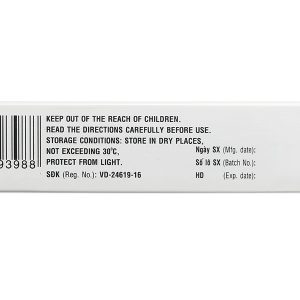 KEEP OUT OF THE REACH OF CHILDREN.
READ THE DIRECTIONS CAREFULLY BEFORE USE.
STORAGE CONDITIONS: STORE IN DRY PLACES,
NOT EXCEEDING 30°C,
PROTECT FROM LIGHT.
SĐK (Reg. No.): VD-24619-16
Ngày SX (Mfg. date):
Số lô SX (Batch No.):
HD (Exp. date):
93988